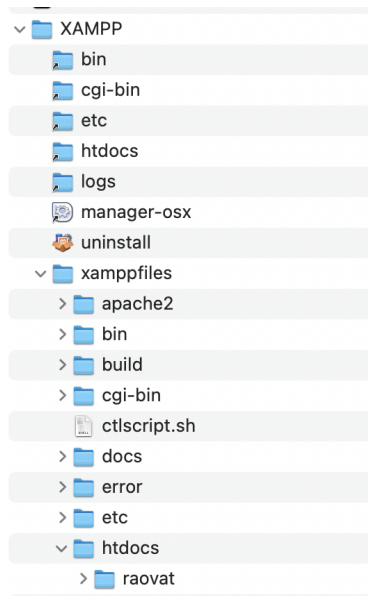 XAMPP
bin
cgi-bin
etc
htdocs
logs
manager-osx
uninstall
xamppfiles
apache2
bin
build
cgi-bin
ctlscript.sh
docs
error
etc
htdocs
raovat